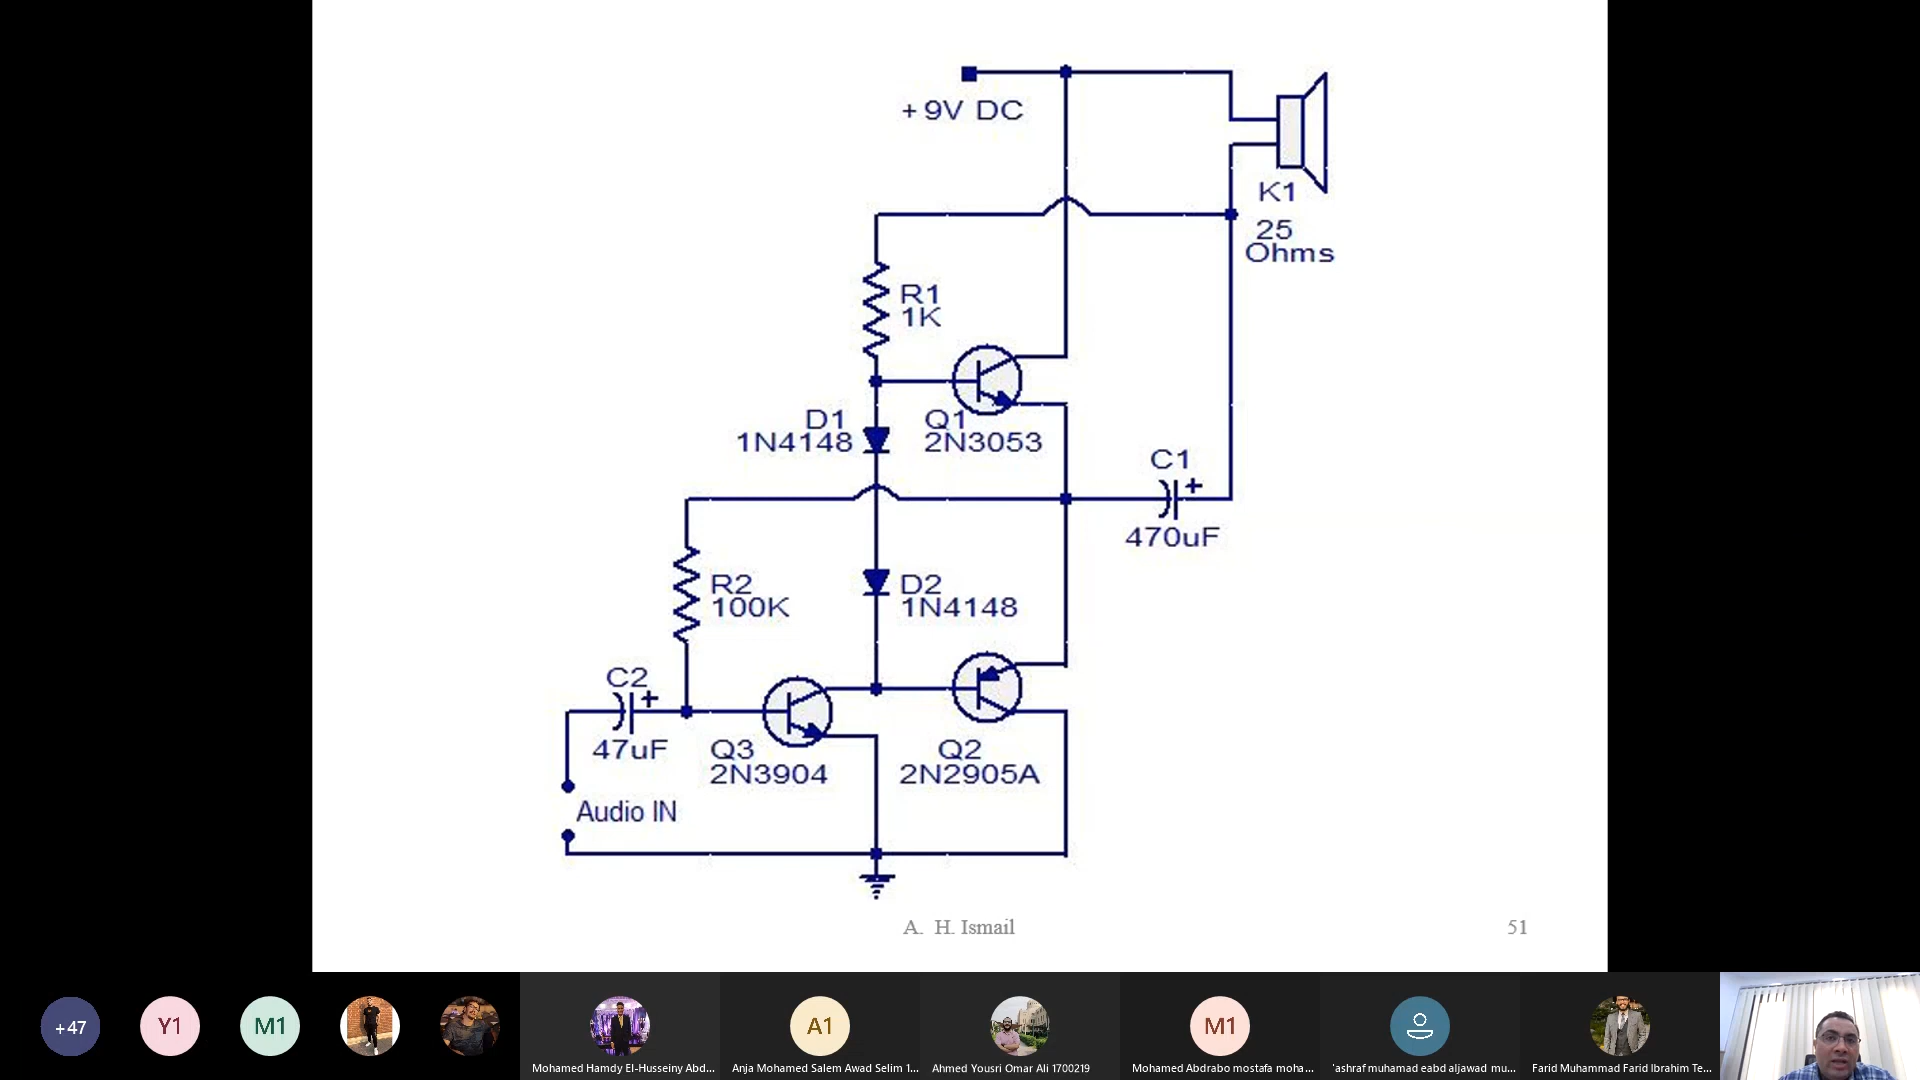 +9V DC
K1
25
Ohms
R1
1K
D1
1N4148
Q1
2N3053
C1
+
470uF
R2
100K
D2
1N4148
C2
+
47uF
Q3
2N3904
Q2
2N2905A
Audio IN
A. H. Ismail
51
+47
Y1
M1
A1
M1
Mohamed Hamdy El-Husseiny Abd...
Anja Mohamed Salem Awad Selim 1...
Ahmed Yousri Omar Ali 1700219
Mohamed Abdrabo mostafa moha...
'ashraf muhamad eabd aljawad mu...
Farid Muhammad Farid Ibrahim Te...